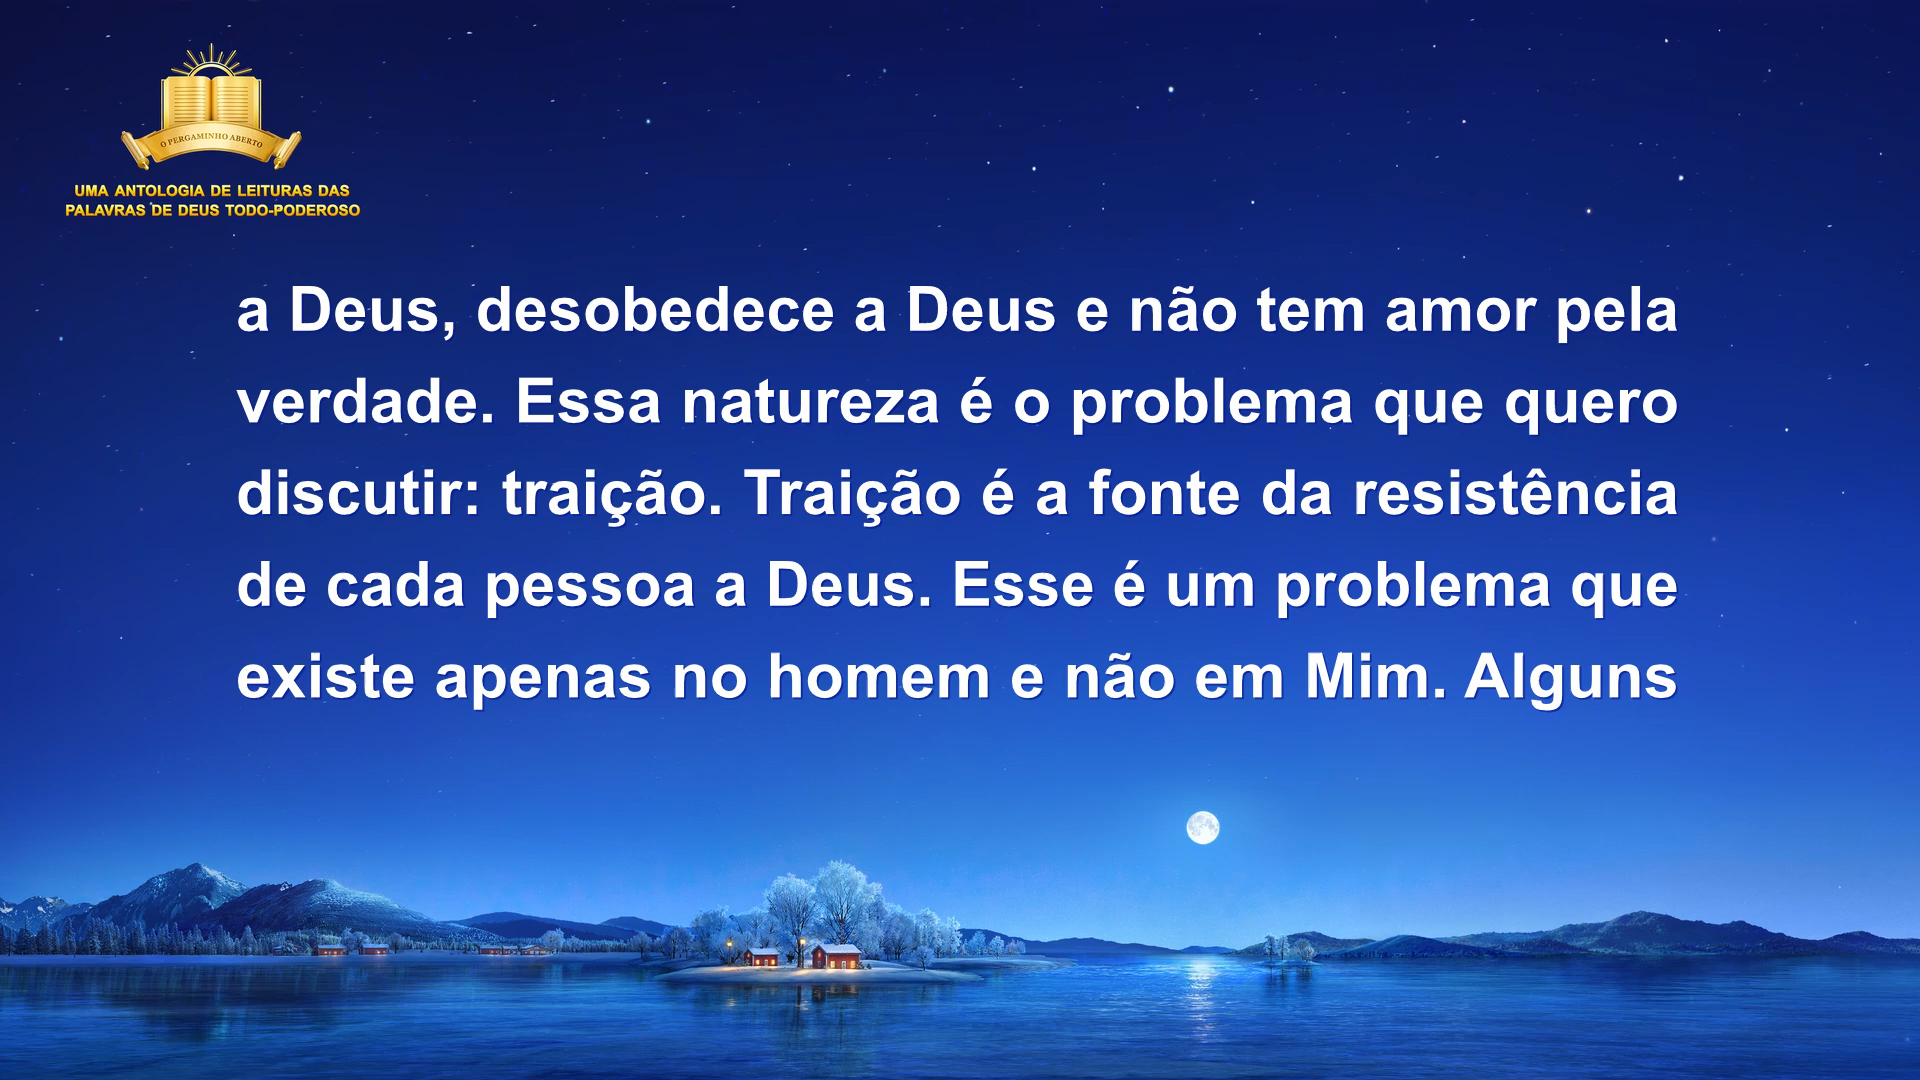 O PERGAMINHO ABERTO
UMA ANTOLOGIA DE LEITURAS DAS
PALAVRAS DE DEUS TODO-PODEROSO
a Deus, desobedece a Deus e não tem amor pela
verdade. Essa natureza é o problema que quero
discutir: traição. Traição é a fonte da resistência
de cada pessoa a Deus. Esse é um problema que
existe apenas no homem e não em Mim. Alguns